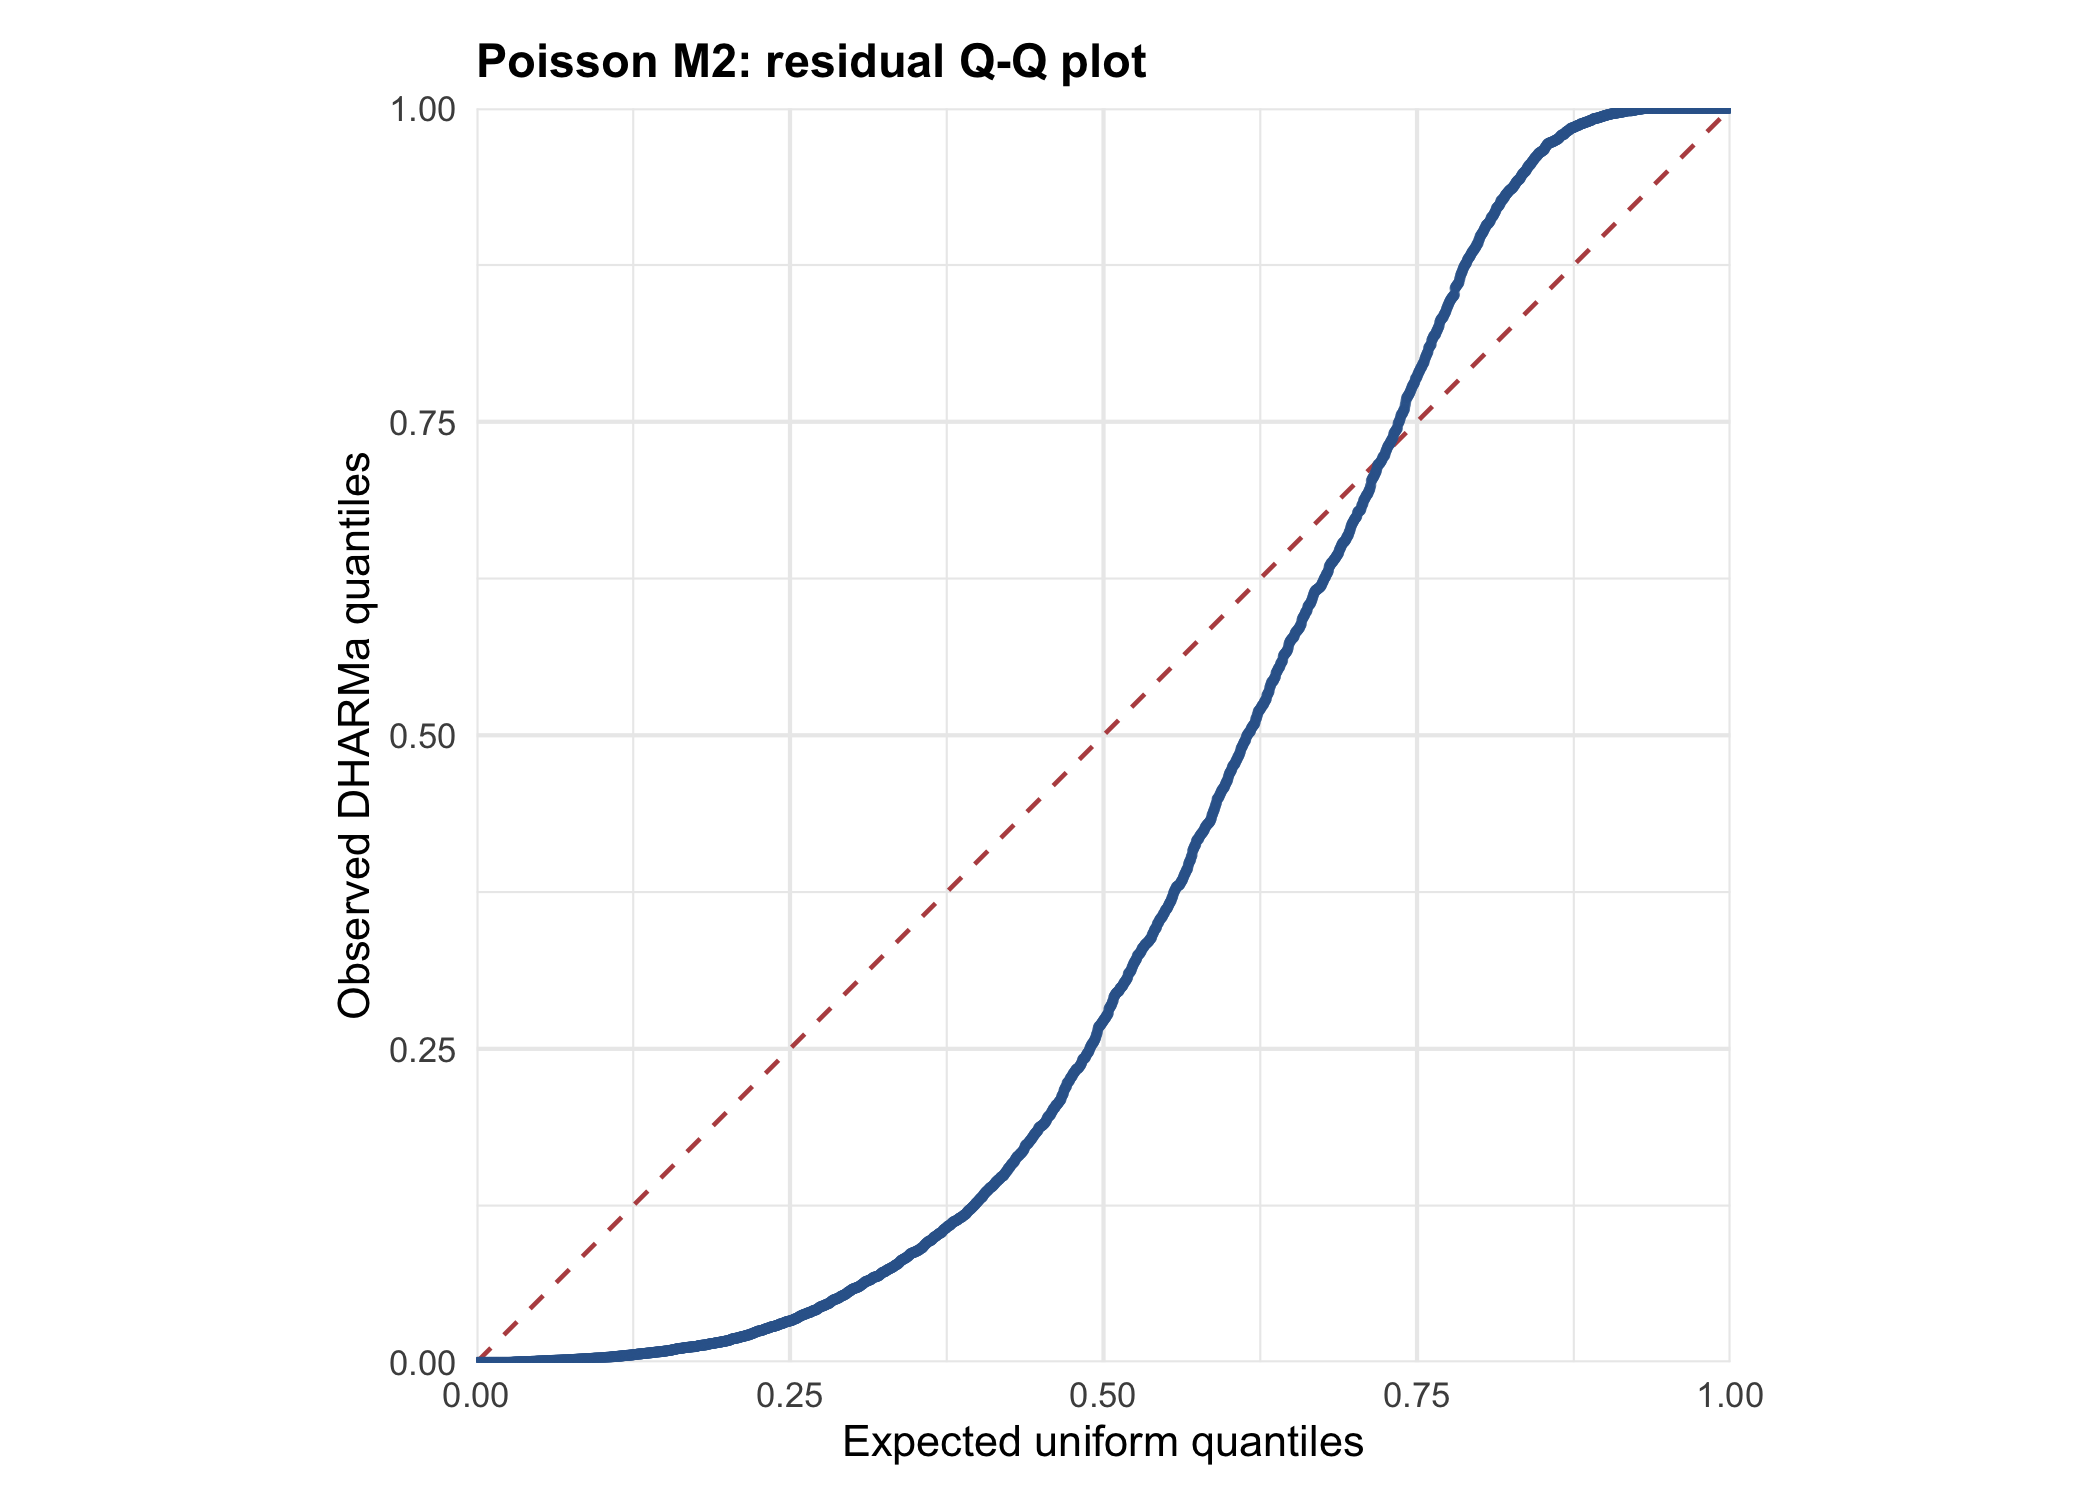 Poisson M2: residual Q-Q plot
1.00
0.75
0.50
0.25
0.00
Observed DHARMa quantiles
0.00 0.25 0.50 0.75 1.00
Expected uniform quantiles